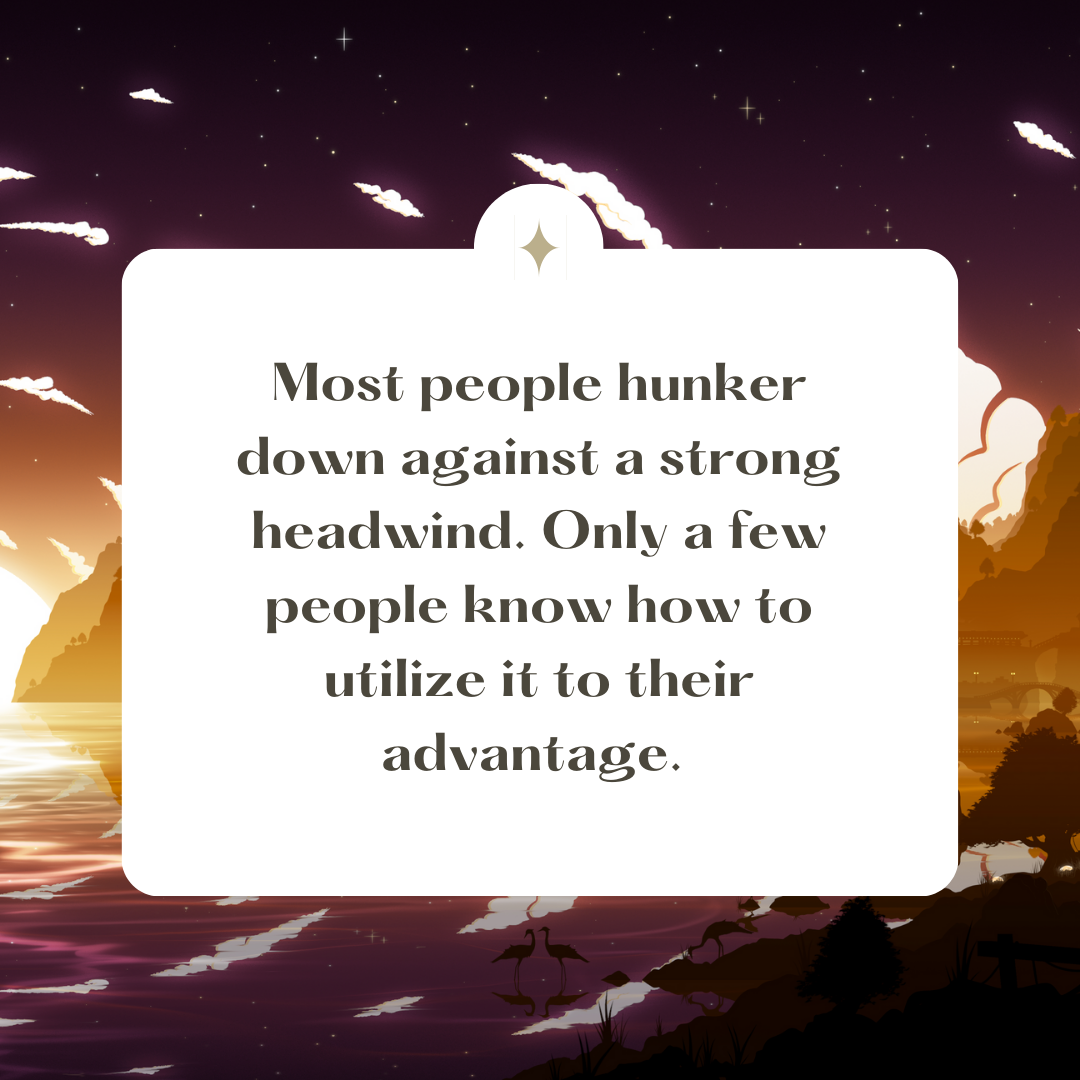 Most people hunker
down against a strong
headwind. Only a few
people know how to
utilize it to their
advantage.